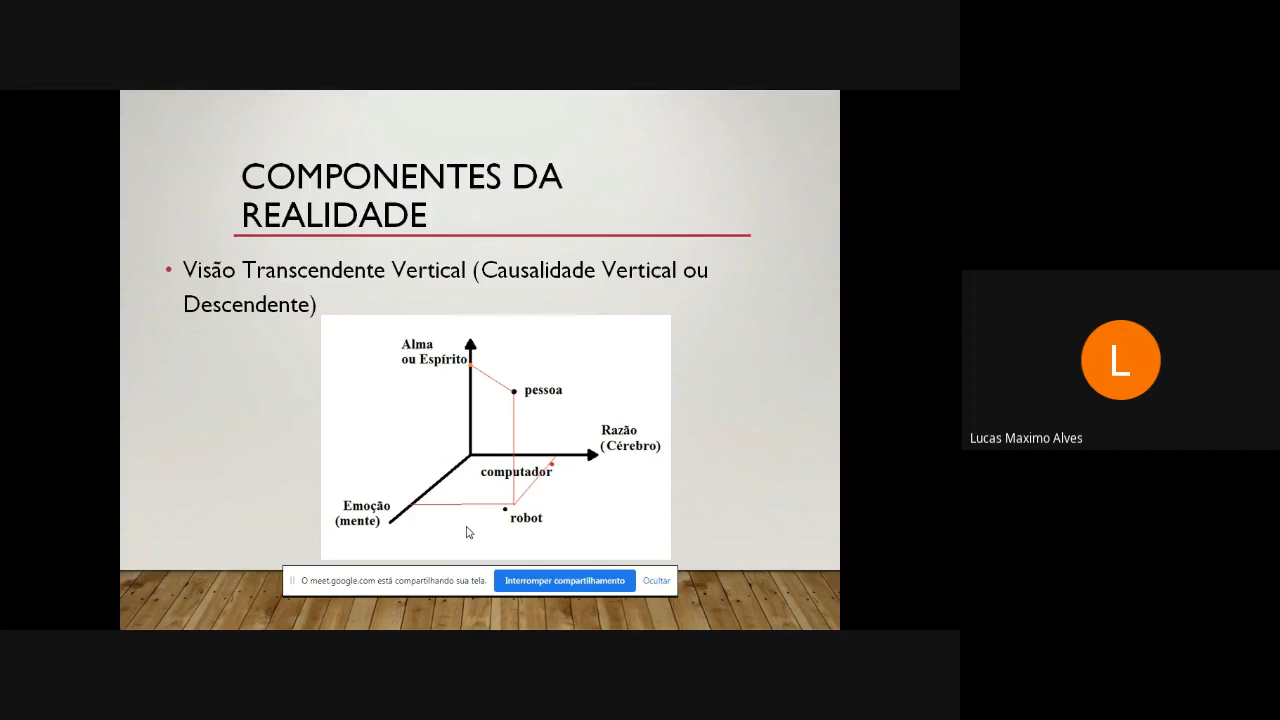 COMPONENTES DA
REALIDADE
• Visão Transcendente Vertical (Causalidade Vertical ou
Descendente)
Alma
ou Espírito
pessoa
Razão
(Cérebro)
computador
Emoção
(mente)
robot
O meet.google.com está compartilhando sua tela.
Interromper compartilhamento
Ocultar
L
Lucas Maximo Alves